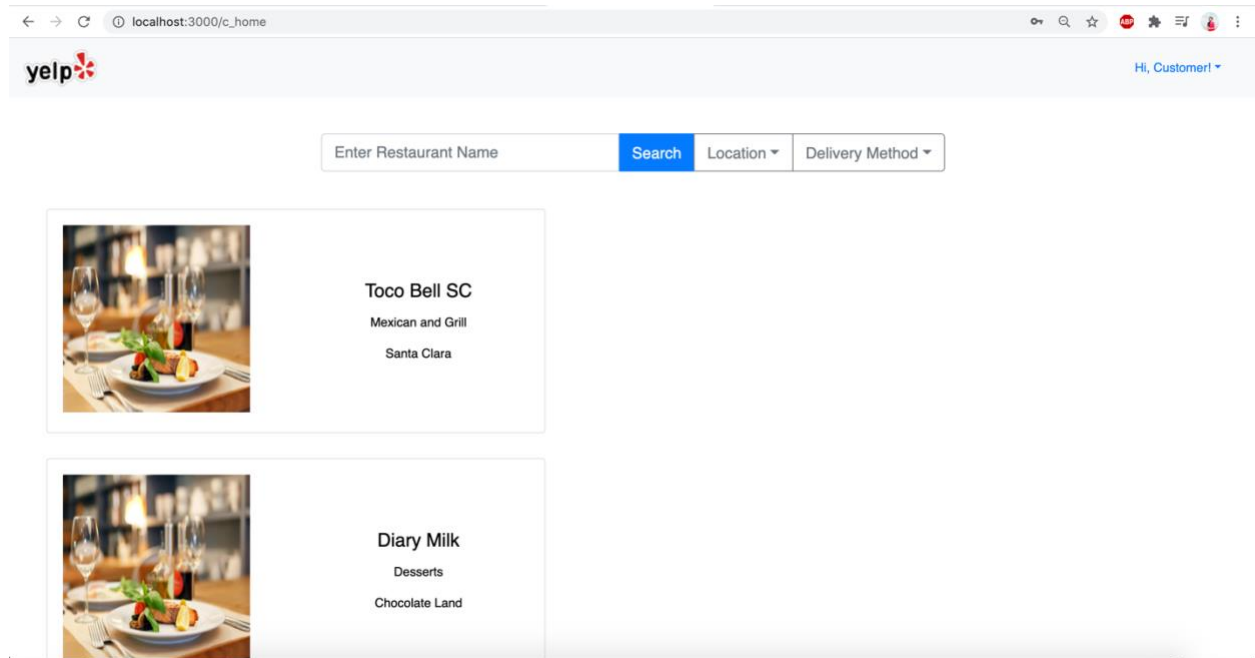 localhost:3000/c_home
ABP
yelp
Hi, Customer!
Enter Restaurant Name Search Location Delivery Method
Toco Bell SC
Mexican and Grill
Santa Clara
Diary Milk
Desserts
Chocolate Land